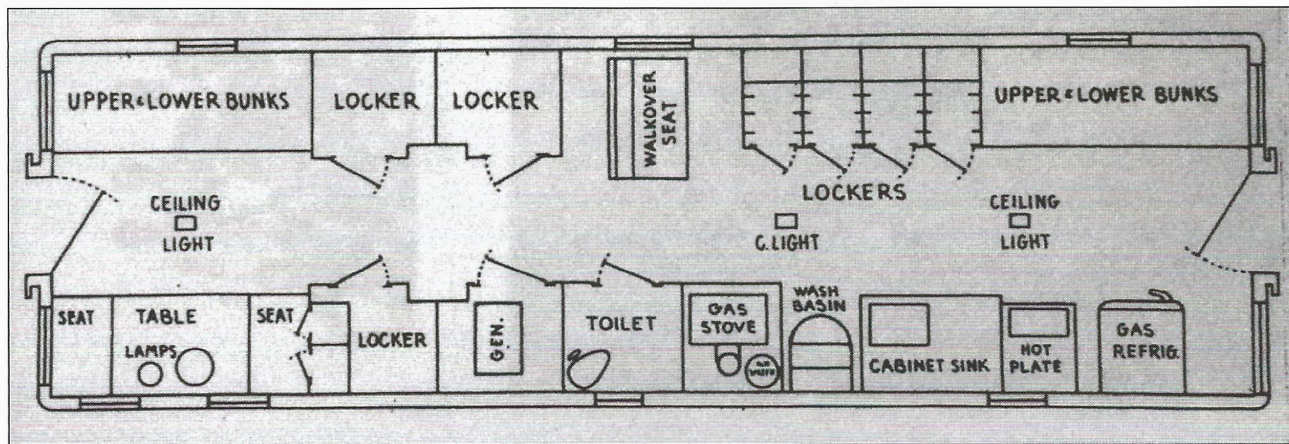 UPPER & LOWER BUNKS
LOCKER
LOCKER
WALKOVER
SEAT
UPPER & LOWER BUNKS
LOCKERS
CEILING
LIGHT
C. LIGHT
CEILING
LIGHT
SEAT
TABLE
LAMPS
SEAT
LOCKER
GEN.
TOILET
GAS
STOVE
WASH
BASIN
CABINET SINK
HOT
PLATE
GAS
REFRIG.